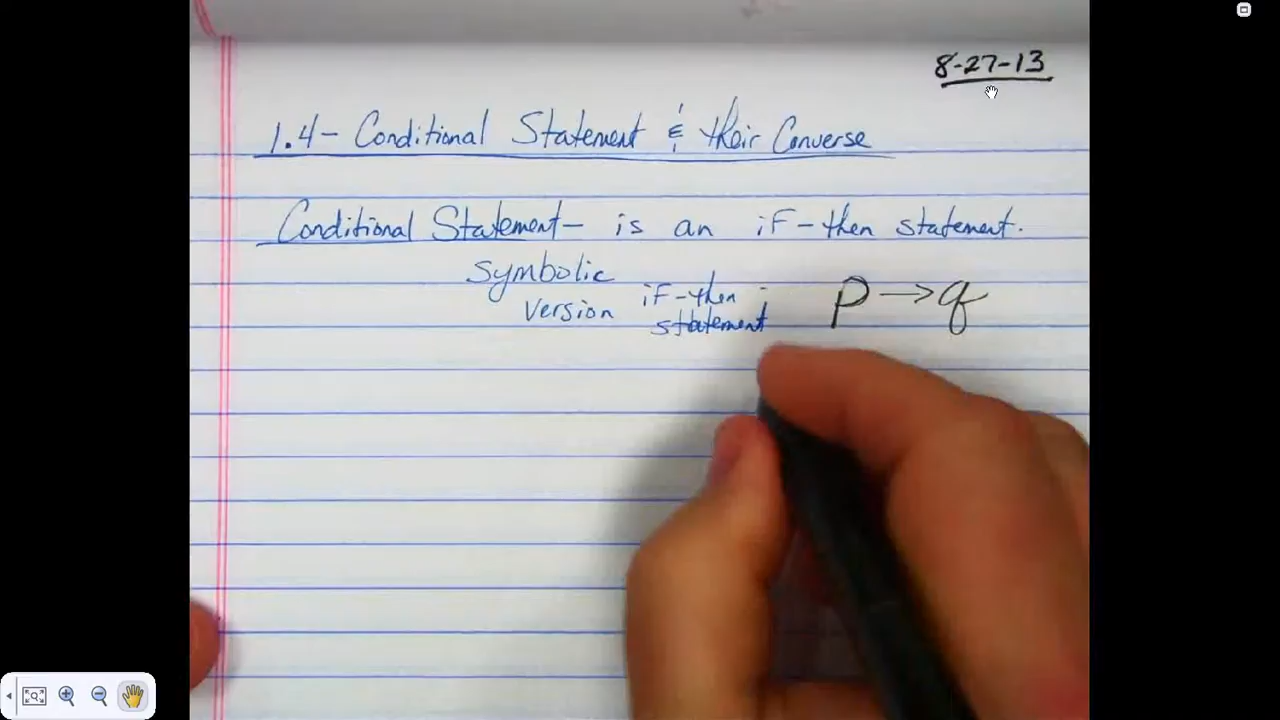 8-27-13
1.4- Conditional Statement & their Converse
Conditional Statement- is an if-then statement.
Symbolic
version if-then :
statement
p → q